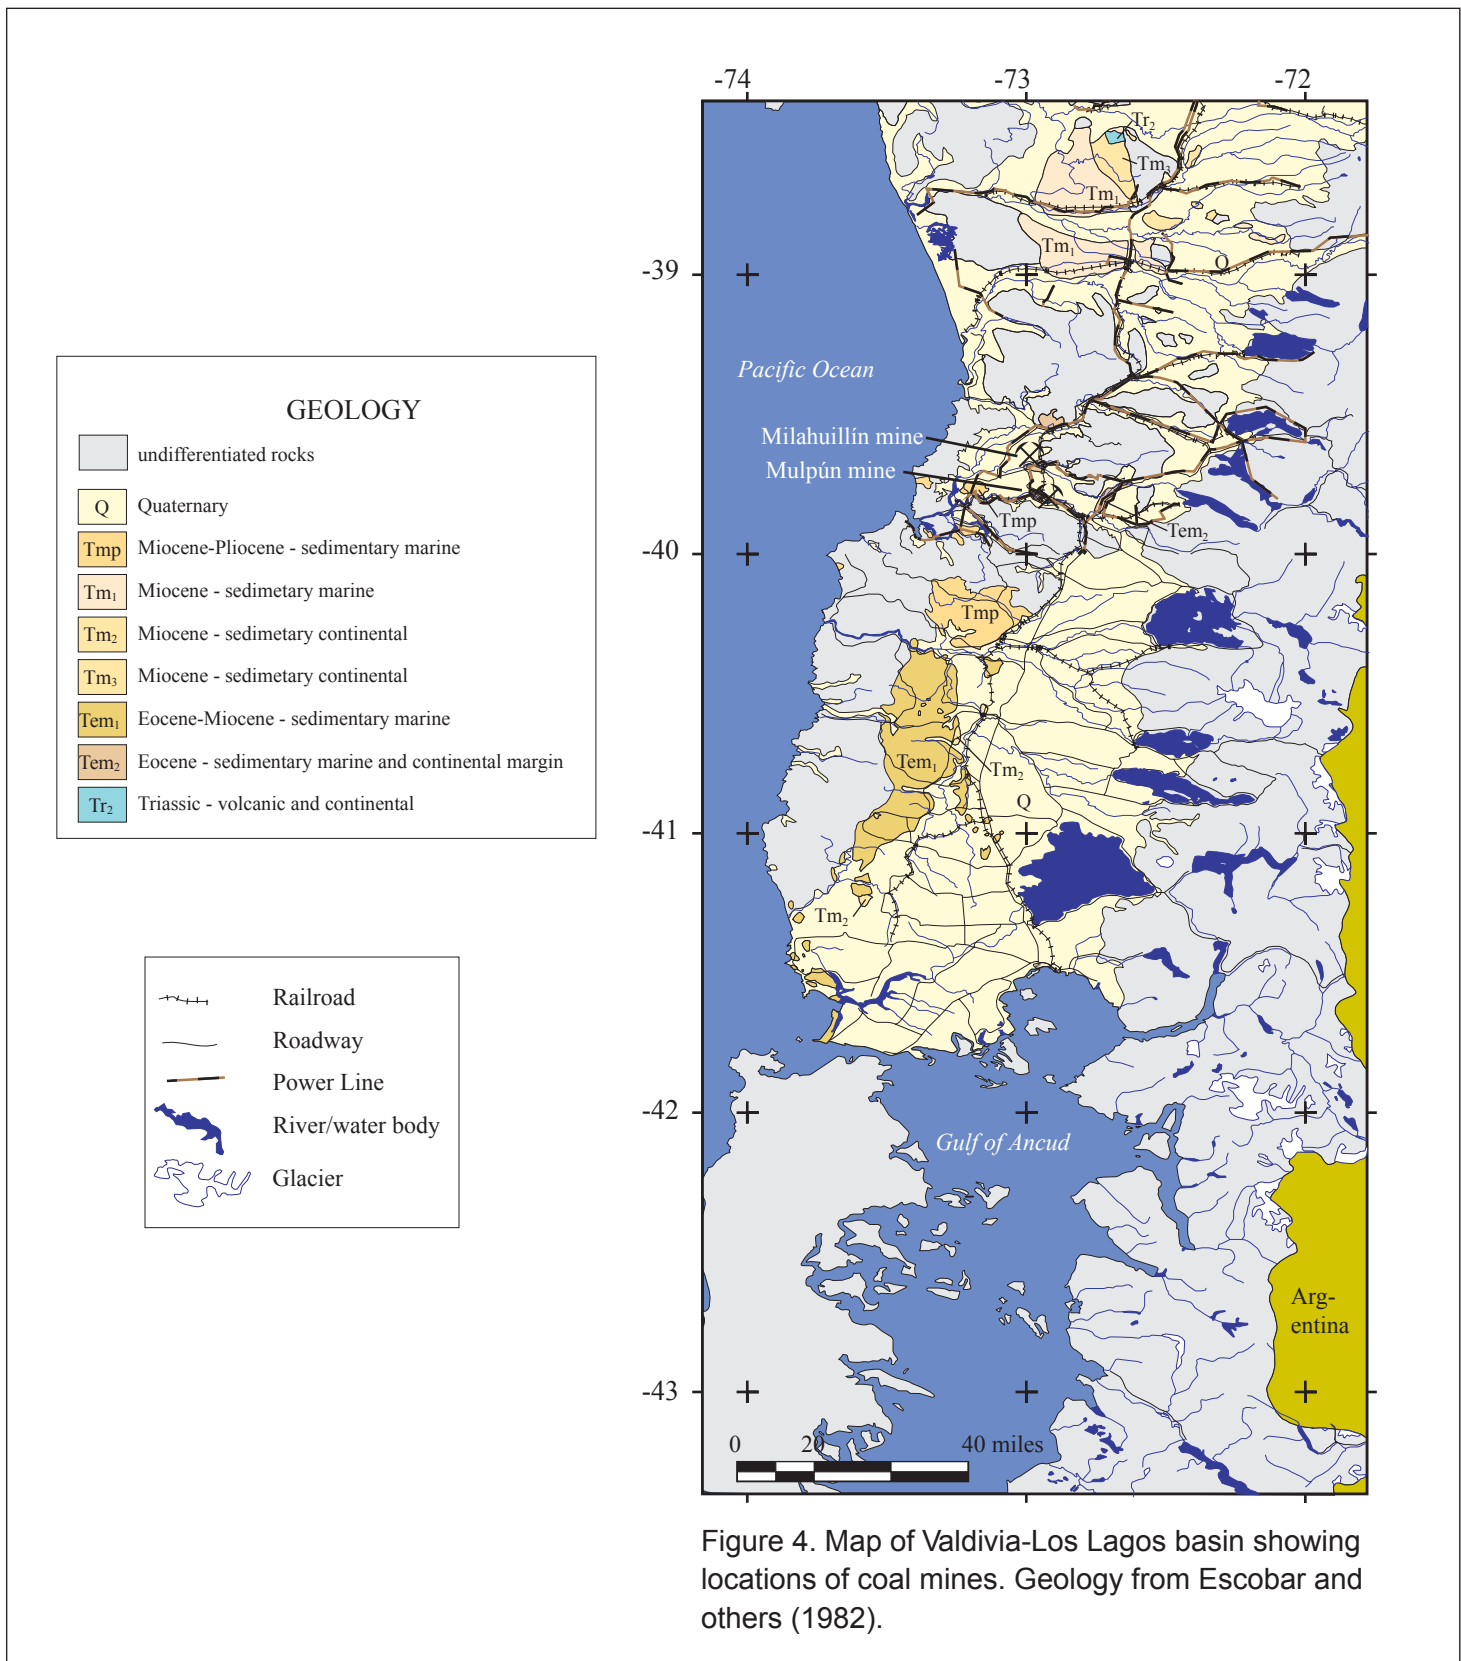 -74
-73
-72
Tr2
Tm3
Tm1
Tm1
-39
Q
Pacific Ocean
Milahuillín mine
Mulpún mine
Tmp
Tem2
-40
Tmp
Tem1
Tm2
Q
-41
Tm2
-42
Gulf of Ancud
Arg-
entina
-43
0
20
40 miles
GEOLOGY
undifferentiated rocks
Q Quaternary
Tmp Miocene-Pliocene - sedimentary marine
Tm1 Miocene - sedimetary marine
Tm2 Miocene - sedimetary continental
Tm3 Miocene - sedimetary continental
Tem1 Eocene-Miocene - sedimentary marine
Tem2 Eocene - sedimentary marine and continental margin
Tr2 Triassic - volcanic and continental
Railroad
Roadway
Power Line
River/water body
Glacier
Figure 4. Map of Valdivia-Los Lagos basin showing
locations of coal mines. Geology from Escobar and
others (1982).